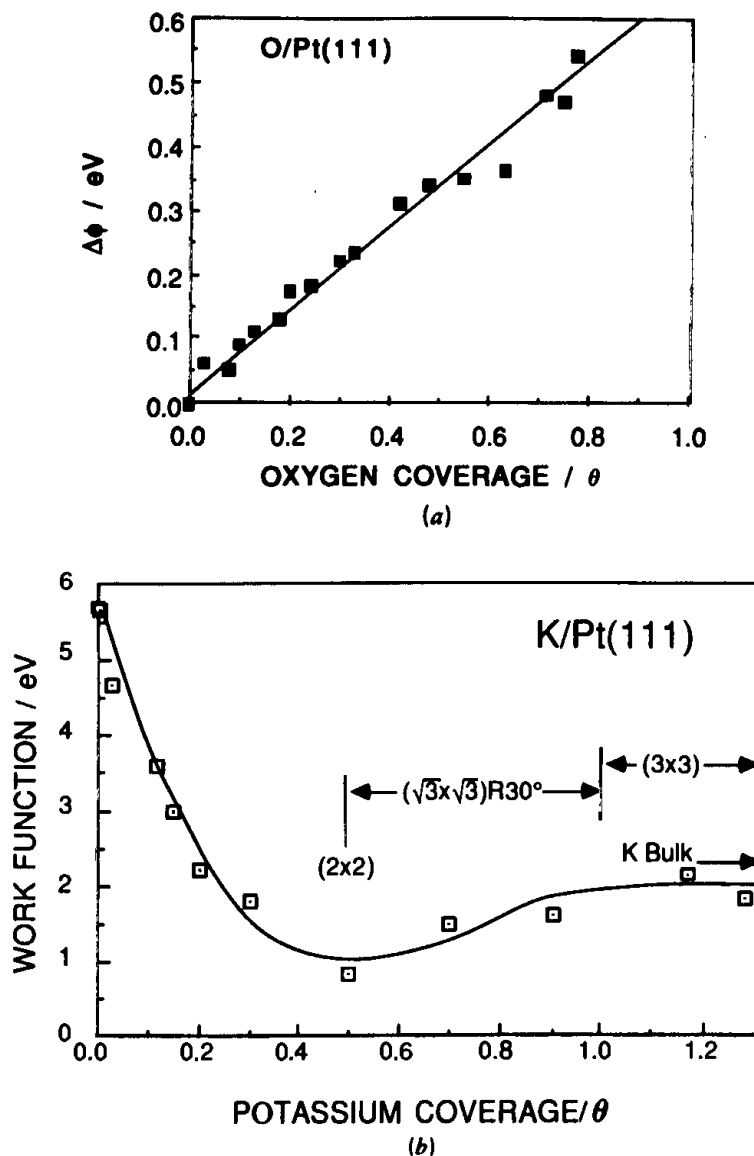 O/Pt(111)
Δϕ / eV
0.6
0.5
0.4
0.3
0.2
0.1
0.0
0.0 0.2 0.4 0.6 0.8 1.0
OXYGEN COVERAGE / θ
(a)
K/Pt(111)
WORK FUNCTION / eV
6
5
4
3
2
1
0
(3x3)
(√3x√3)R30°
(2x2)
K Bulk
0.0 0.2 0.4 0.6 0.8 1.0 1.2
POTASSIUM COVERAGE/θ
(b)